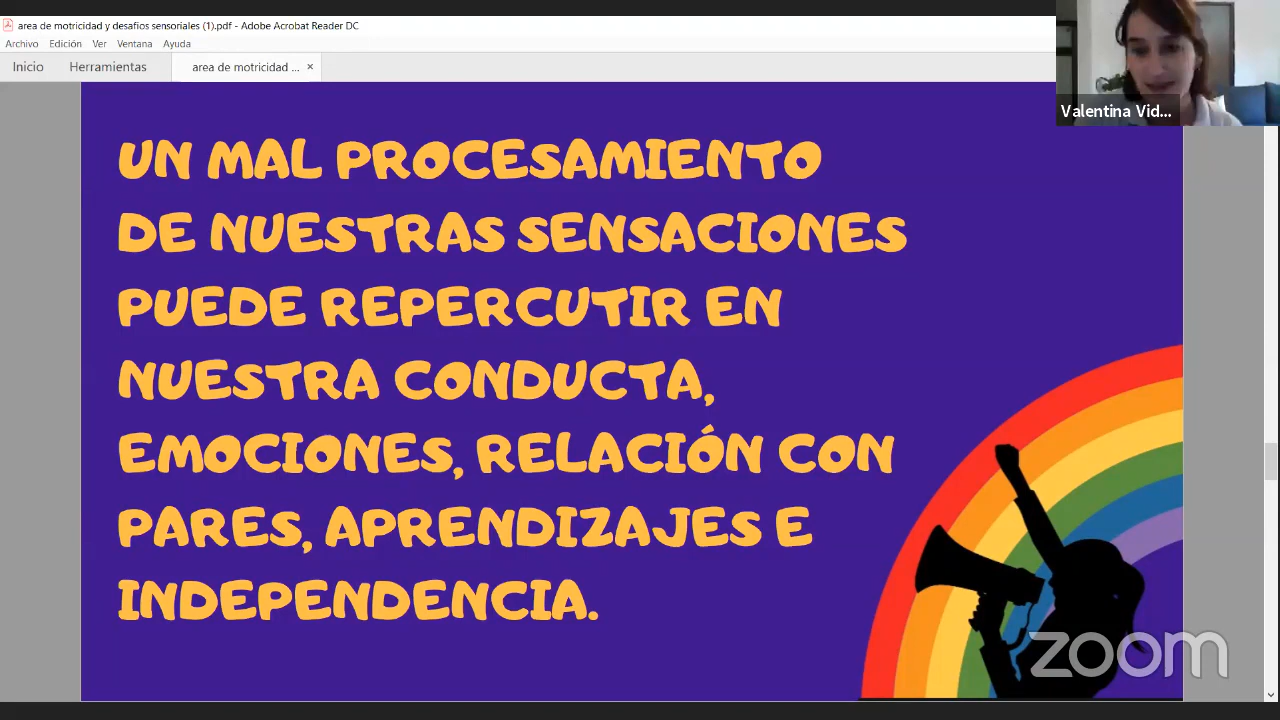 area de motricidad y desafios sensoriales (1).pdf - Adobe Acrobat Reader DC
Archivo Edición Ver Ventana Ayuda
Inicio Herramientas area de motricidad ... ×
Valentina Vid...
UN MAL PROCESAMIENTO
DE NUESTRAS SENSACIONES
PUEDE REPERCUTIR EN
NUESTRA CONDUCTA,
EMOCIONES, RELACIÓN CON
PARES, APRENDIZAJES E
INDEPENDENCIA.
zoom